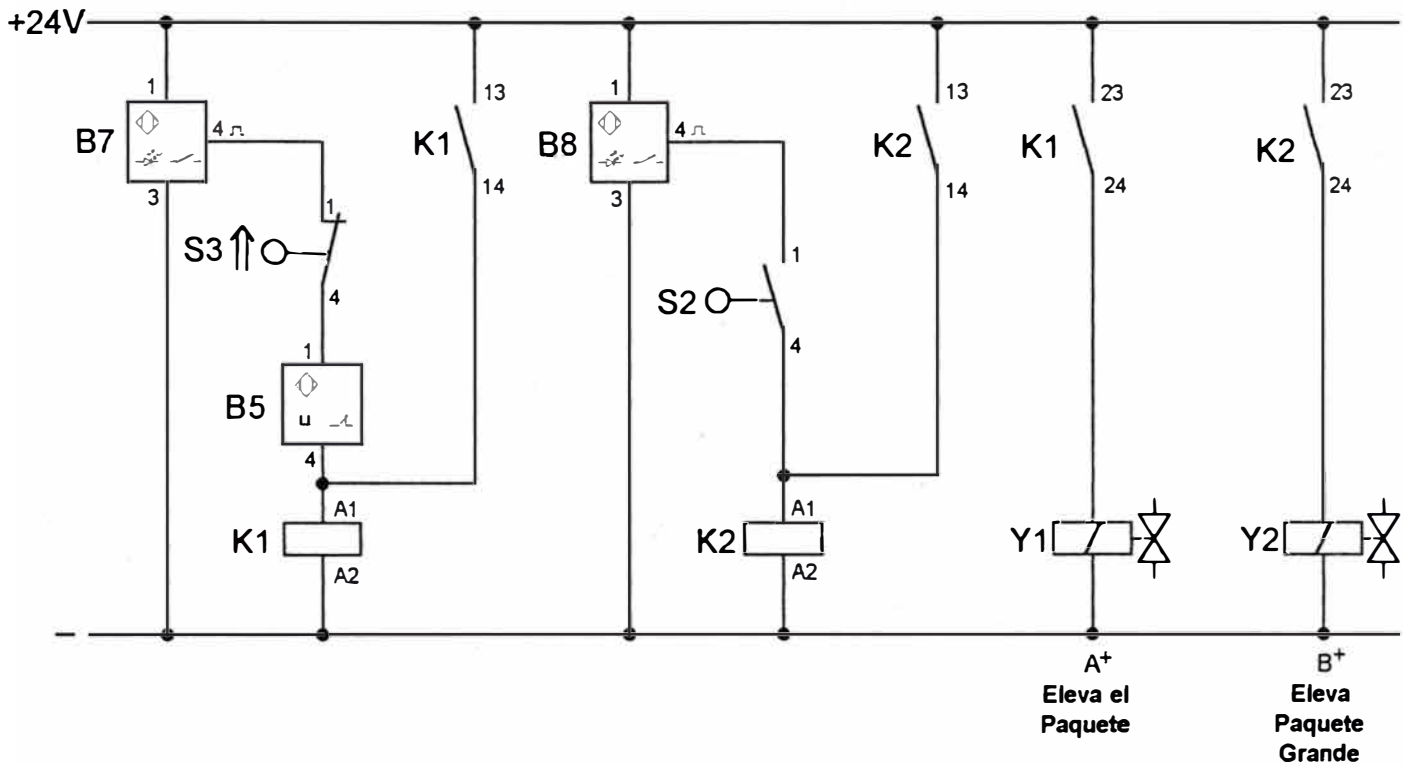 +24V
1
B7
4
3
1
S3
4
1
B5
4
A1
K1
A2
13
K1
14
1
B8
4
3
1
S2
4
A1
K2
A2
13
K2
14
23
K1
24
Y1
23
K2
24
Y2
A+
Eleva el
Paquete
B+
Eleva
Paquete
Grande